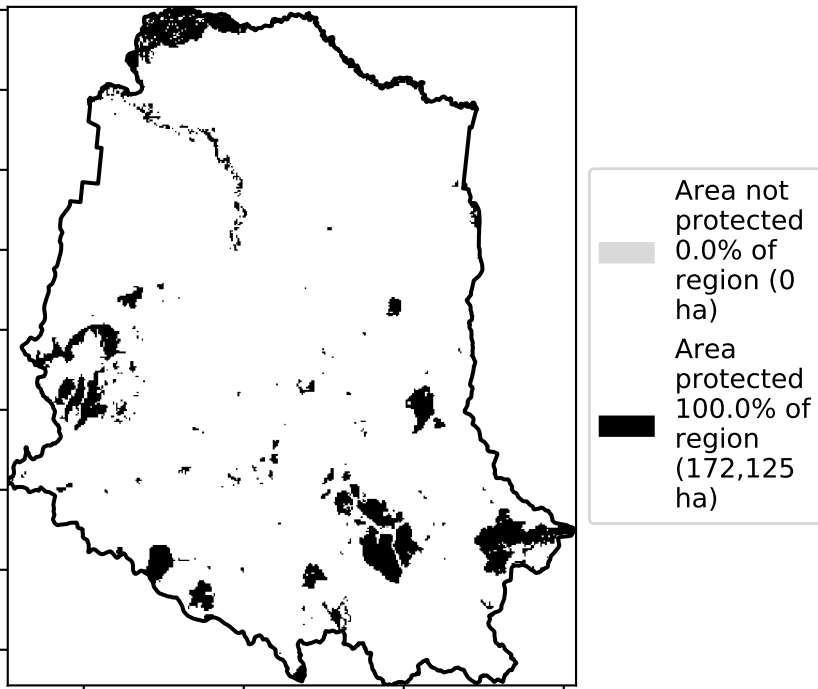 Area not
protected
0.0% of
region (0
ha)
Area
protected
100.0% of
region
(172,125
ha)